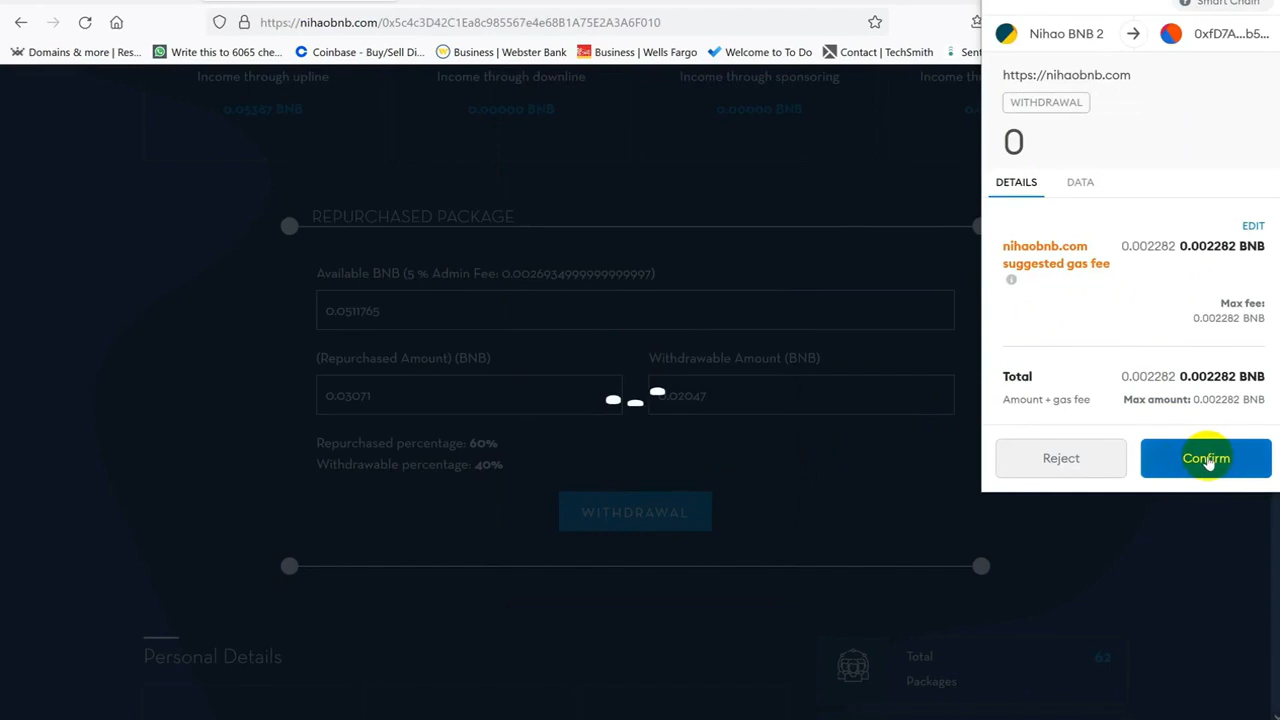 Smart Chain
https://nihaobnb.com/0x5c4c3D42C1Ea8c985567e4e68B1A75E2A3A6F010
Domains & more | Res...
Write this to 6065 che...
Coinbase - Buy/Sell Di...
Business | Webster Bank
Business | Wells Fargo
Welcome to To Do
Contact | TechSmith
Sent
Nihao BNB 2
0xfD7A...b5...
https://nihaobnb.com
WITHDRAWAL
0
DETAILS
DATA
EDIT
nihaobnb.com
suggested gas fee
0.002282 0.002282 BNB
Max fee:
0.002282 BNB
Total
0.002282 0.002282 BNB
Amount + gas fee
Max amount: 0.002282 BNB
Reject
Confirm
Income through upline
Income through downline
Income through sponsoring
Income th
0.05387 BNB
0.00000 BNB
0.00000 BNB
REPURCHASED PACKAGE
Available BNB (5 % Admin Fee: 0.0026934999999999997)
0.0511765
(Repurchased Amount) (BNB)
Withdrawable Amount (BNB)
0.03071
0.02047
Repurchased percentage: 60%
Withdrawable percentage: 40%
WITHDRAWAL
Personal Details
Total
Packages
62